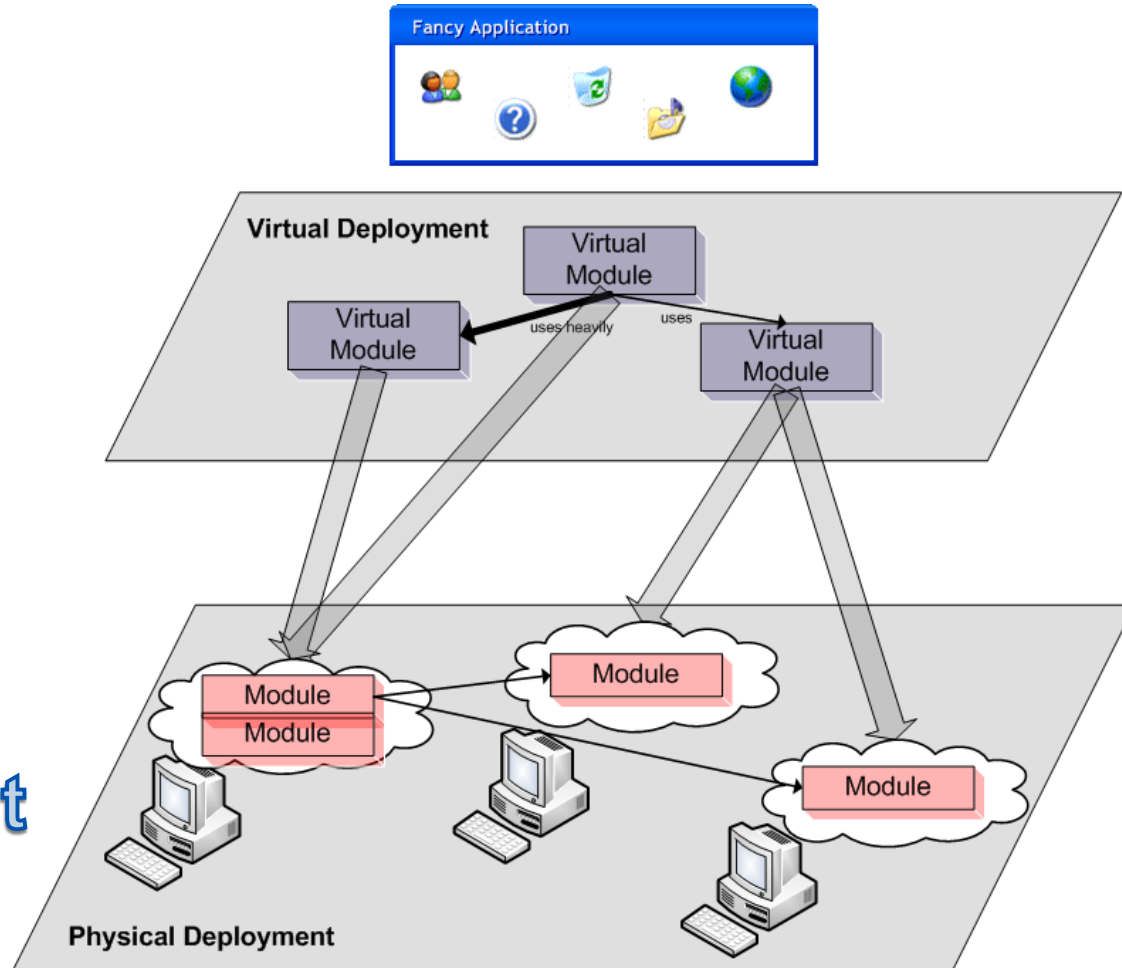 Fancy Application
Virtual Deployment
Virtual
Module
Virtual
Module
uses heavily
uses
Virtual
Module
Module
Module
Module
Module
t
Physical Deployment